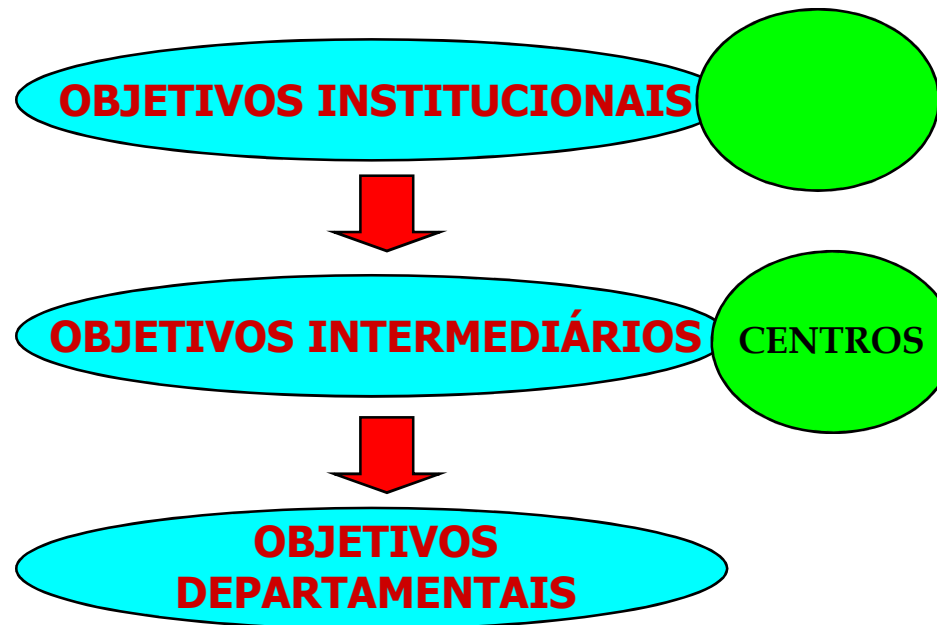 OBJETIVOS INSTITUCIONAIS
OBJETIVOS INTERMEDIÁRIOS
CENTROS
OBJETIVOS
DEPARTAMENTAIS